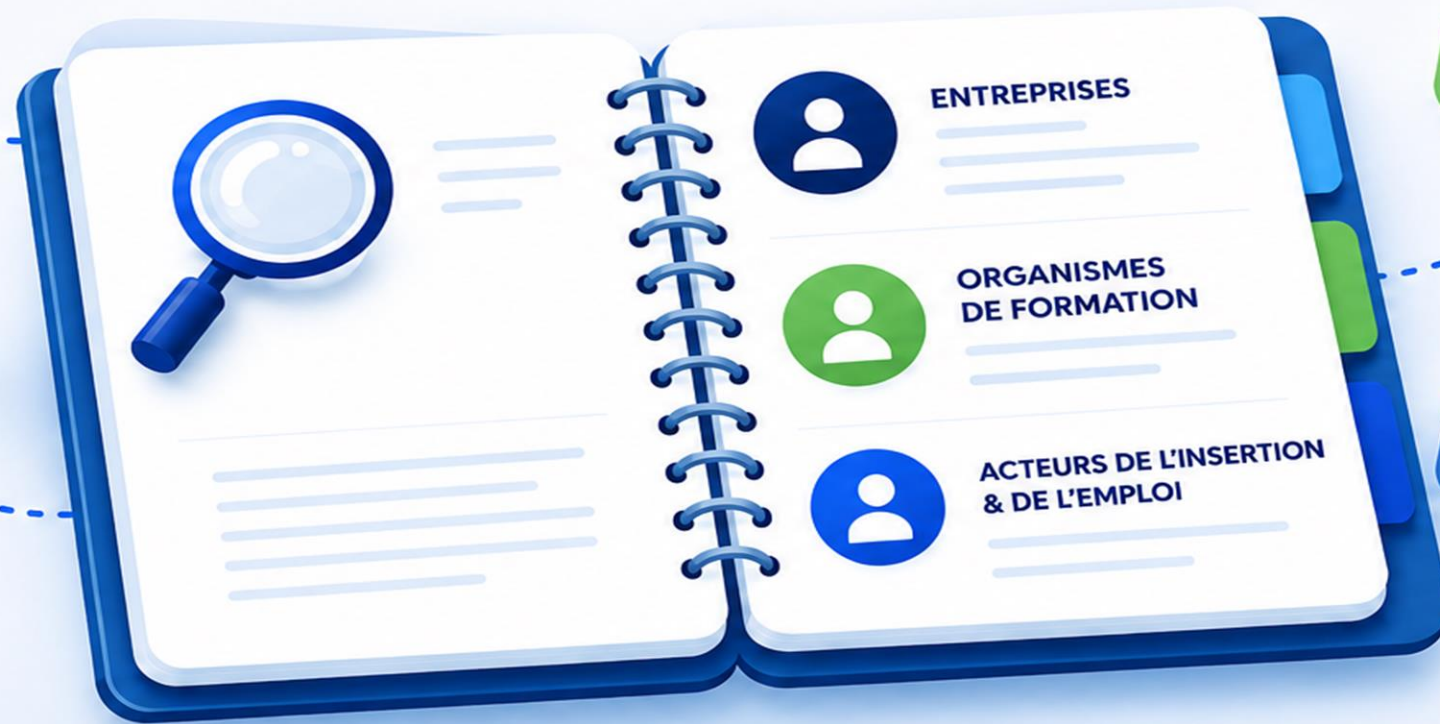 ENTREPRISES
ORGANISMES
DE FORMATION
ACTEURS DE L'INSERTION
& DE L'EMPLOI